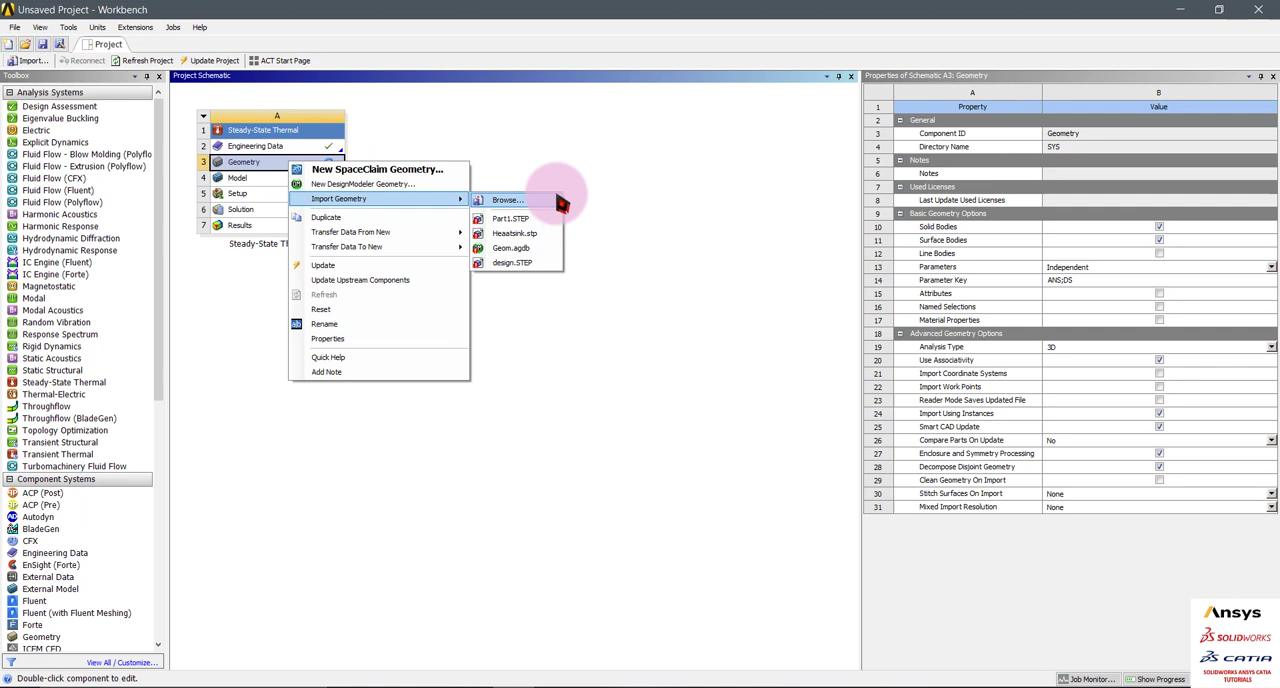 Unsaved Project - Workbench
File View Tools Units Extensions Jobs Help
Project
Import... Reconnect Refresh Project Update Project ACT Start Page
Toolbox
Analysis Systems
Design Assessment
Eigenvalue Buckling
Electric
Explicit Dynamics
Fluid Flow - Blow Molding (Polyflo
Fluid Flow - Extrusion (Polyflow)
Fluid Flow (CFX)
Fluid Flow (Fluent)
Fluid Flow (Polyflow)
Harmonic Acoustics
Harmonic Response
Hydrodynamic Diffraction
Hydrodynamic Response
IC Engine (Fluent)
IC Engine (Forte)
Magnetostatic
Modal
Modal Acoustics
Random Vibration
Response Spectrum
Rigid Dynamics
Static Acoustics
Static Structural
Steady-State Thermal
Thermal-Electric
Throughflow
Throughflow (BladeGen)
Topology Optimization
Transient Structural
Transient Thermal
Turbomachinery Fluid Flow
Component Systems
ACP (Post)
ACP (Pre)
Autodyn
BladeGen
CFX
Engineering Data
EnSight (Forte)
External Data
External Model
Fluent
Fluent (with Fluent Meshing)
Forte
Geometry
ICEM CFD
View All / Customize...
Project Schematic
A
1 Steady-State Thermal
2 Engineering Data
3 Geometry
4 Model
5 Setup
6 Solution
7 Results
Steady-State Th
New SpaceClaim Geometry...
New DesignModeler Geometry...
Import Geometry
Duplicate
Transfer Data From New
Transfer Data To New
Update
Update Upstream Components
Refresh
Reset
Rename
Properties
Quick Help
Add Note
Browse...
Part1.STEP
Heaatsink.stp
Geom.agdb
design.STEP
Properties of Schematic A3: Geometry
A B
1 Property Value
2 General
3 Component ID Geometry
4 Directory Name SYS
5 Notes
6 Notes
7 Used Licenses
8 Last Update Used Licenses
9 Basic Geometry Options
10 Solid Bodies
11 Surface Bodies
12 Line Bodies
13 Parameters Independent
14 Parameter Key ANS;DS
15 Attributes
16 Named Selections
17 Material Properties
18 Advanced Geometry Options
19 Analysis Type 3D
20 Use Associativity
21 Import Coordinate Systems
22 Import Work Points
23 Reader Mode Saves Updated File
24 Import Using Instances
25 Smart CAD Update
26 Compare Parts On Update No
27 Enclosure and Symmetry Processing
28 Decompose Disjoint Geometry
29 Clean Geometry On Import
30 Stitch Surfaces On Import None
31 Mixed Import Resolution None
Ansys
SOLIDWORKS
CATIA
SOLIDWORKS ANSYS CATIA
TUTORIALS
Double-click component to edit.
Job Monitor... Show Progress